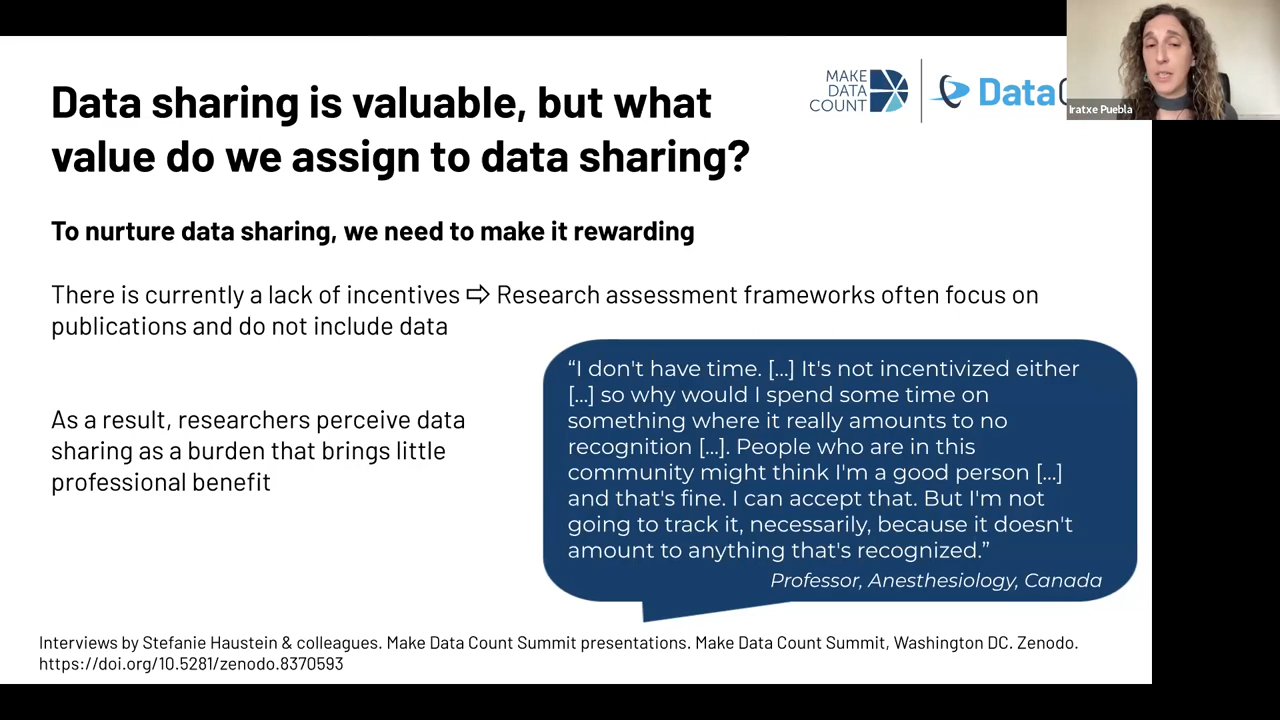 Data sharing is valuable, but what
value do we assign to data sharing?
MAKE
DATA
COUNT
Iratxe Puebla
To nurture data sharing, we need to make it rewarding
There is currently a lack of incentives ⇨ Research assessment frameworks often focus on
publications and do not include data
As a result, researchers perceive data
sharing as a burden that brings little
professional benefit
“I don't have time. [...] It's not incentivized either
[...] so why would I spend some time on
something where it really amounts to no
recognition [...]. People who are in this
community might think I'm a good person [...]
and that's fine. I can accept that. But I'm not
going to track it, necessarily, because it doesn't
amount to anything that's recognized.”
Professor, Anesthesiology, Canada
Interviews by Stefanie Haustein & colleagues. Make Data Count Summit presentations. Make Data Count Summit, Washington DC. Zenodo.
https://doi.org/10.5281/zenodo.8370593